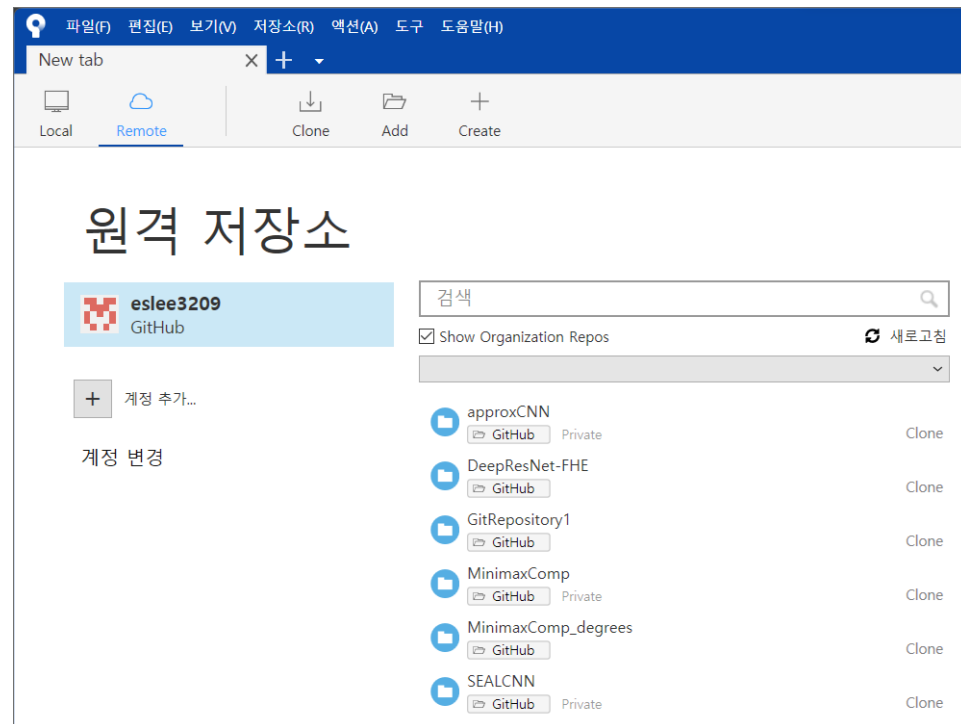 파일(F) 편집(E) 보기(V) 저장소(R) 액션(A) 도구 도움말(H)
New tab
Local Remote Clone Add Create
원격 저장소
eslee3209
GitHub
계정 추가...
계정 변경
검색
Show Organization Repos 새로고침
approxCNN
GitHub Private Clone
DeepResNet-FHE
GitHub Clone
GitRepository1
GitHub Clone
MinimaxComp
GitHub Private Clone
MinimaxComp_degrees
GitHub Clone
SEALCNN
GitHub Private Clone